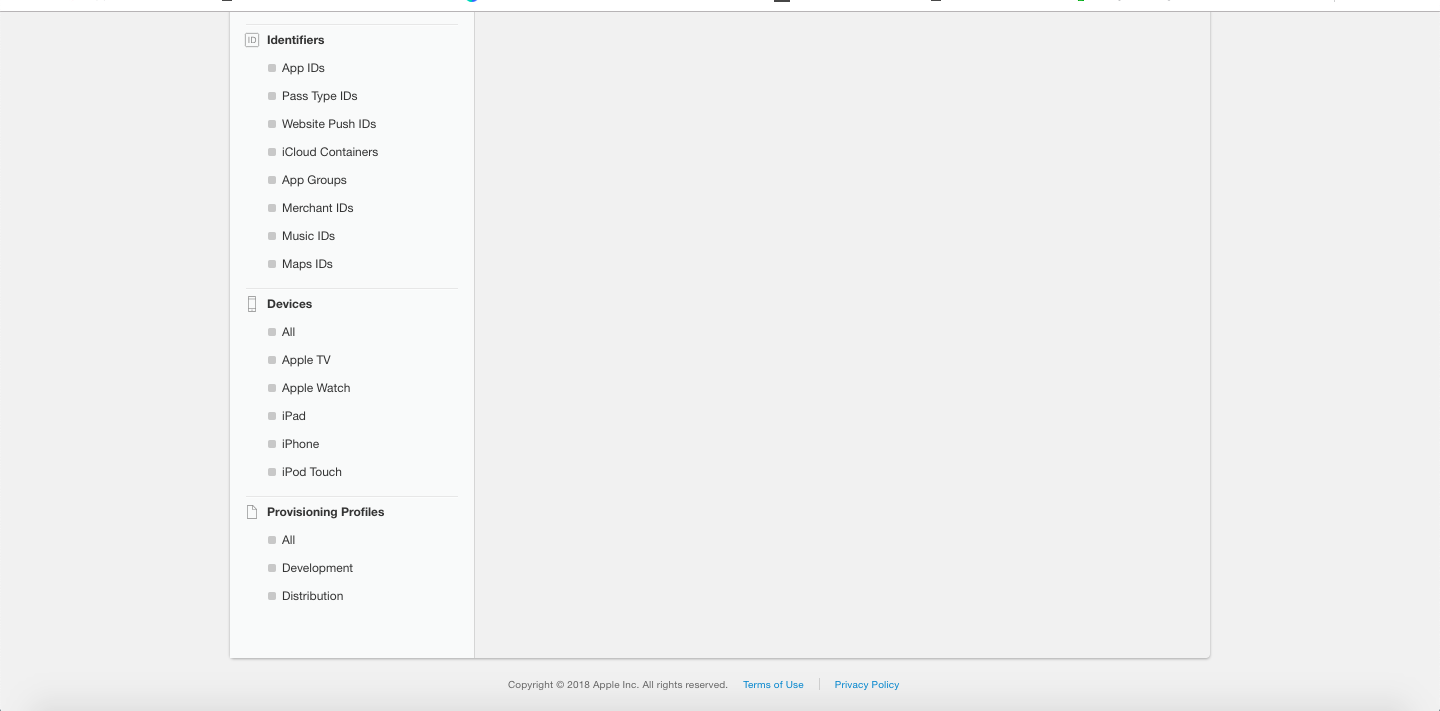 ID Identifiers
App IDs
Pass Type IDs
Website Push IDs
iCloud Containers
App Groups
Merchant IDs
Music IDs
Maps IDs
Devices
All
Apple TV
Apple Watch
iPad
iPhone
iPod Touch
Provisioning Profiles
All
Development
Distribution
Copyright © 2018 Apple Inc. All rights reserved. Terms of Use Privacy Policy